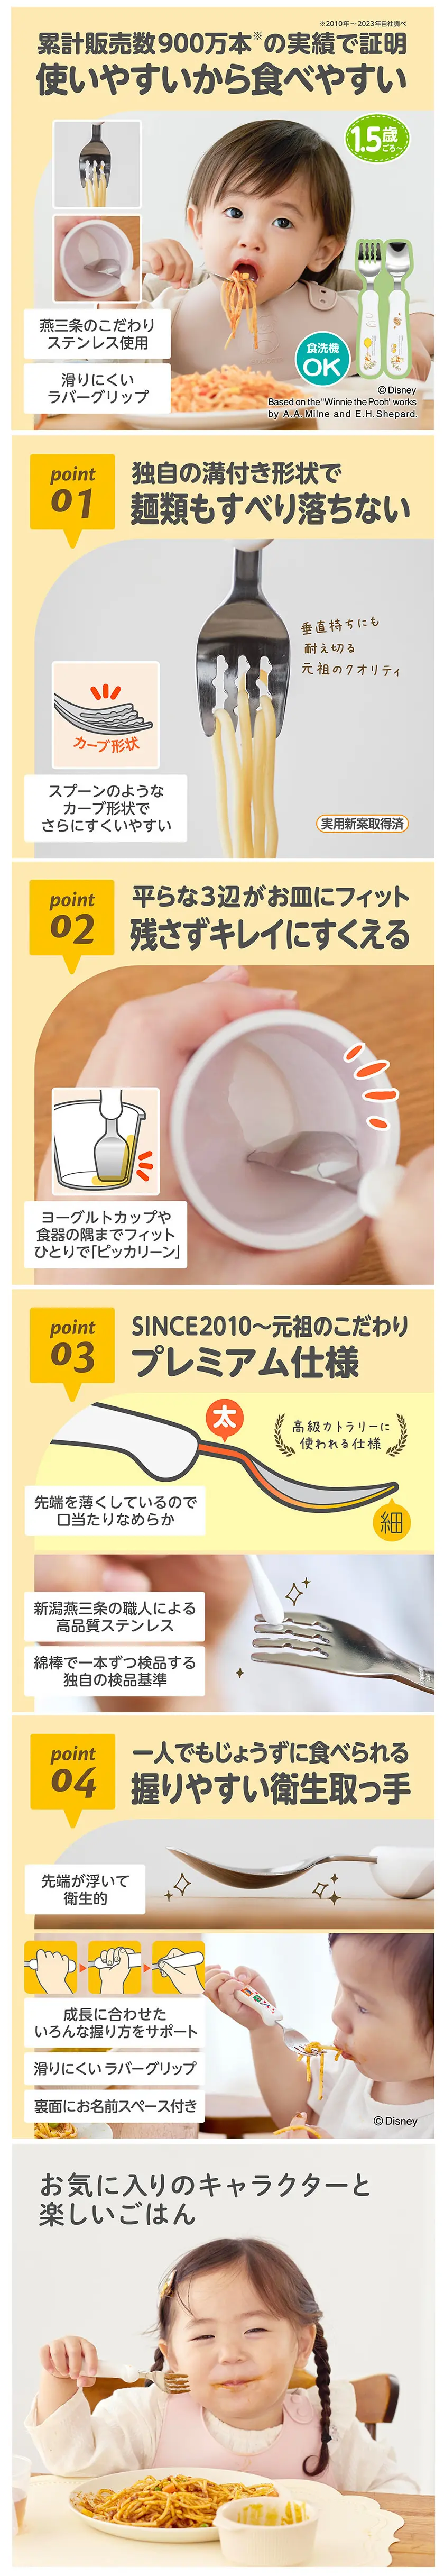 ※2010年～2023年自社調べ
累計販売数900万本※の実績で証明
使いやすいから食べやすい
1.5歳
ごろ～
燕三条のこだわり
ステンレス使用
滑りにくい
ラバーグリップ
食洗機
OK
© Disney
Based on the "Winnie the Pooh" works
by A.A.Milne and E.H.Shepard.
point
01
独自の溝付き形状で
麺類もすべり落ちない
垂直持ちにも
耐え切る
元祖のクオリティ
カーブ形状
スプーンのような
カーブ形状で
さらにすくいやすい
実用新案取得済
point
02
平らな3辺がお皿にフィット
残さずキレイにすくえる
ヨーグルトカップや
食器の隅までフィット
ひとりで「ピッカリーン」
point
03
SINCE2010～元祖のこだわり
プレミアム仕様
太
高級カトラリーに
使われる仕様
先端を薄くしているので
口当たりなめらか
細
新潟燕三条の職人による
高品質ステンレス
綿棒で一本ずつ検品する
独自の検品基準
point
04
一人でもじょうずに食べられる
握りやすい衛生取っ手
先端が浮いて
衛生的
成長に合わせた
いろんな握り方をサポート
滑りにくいラバーグリップ
裏面にお名前スペース付き
© Disney
お気に入りのキャラクターと
楽しいごはん